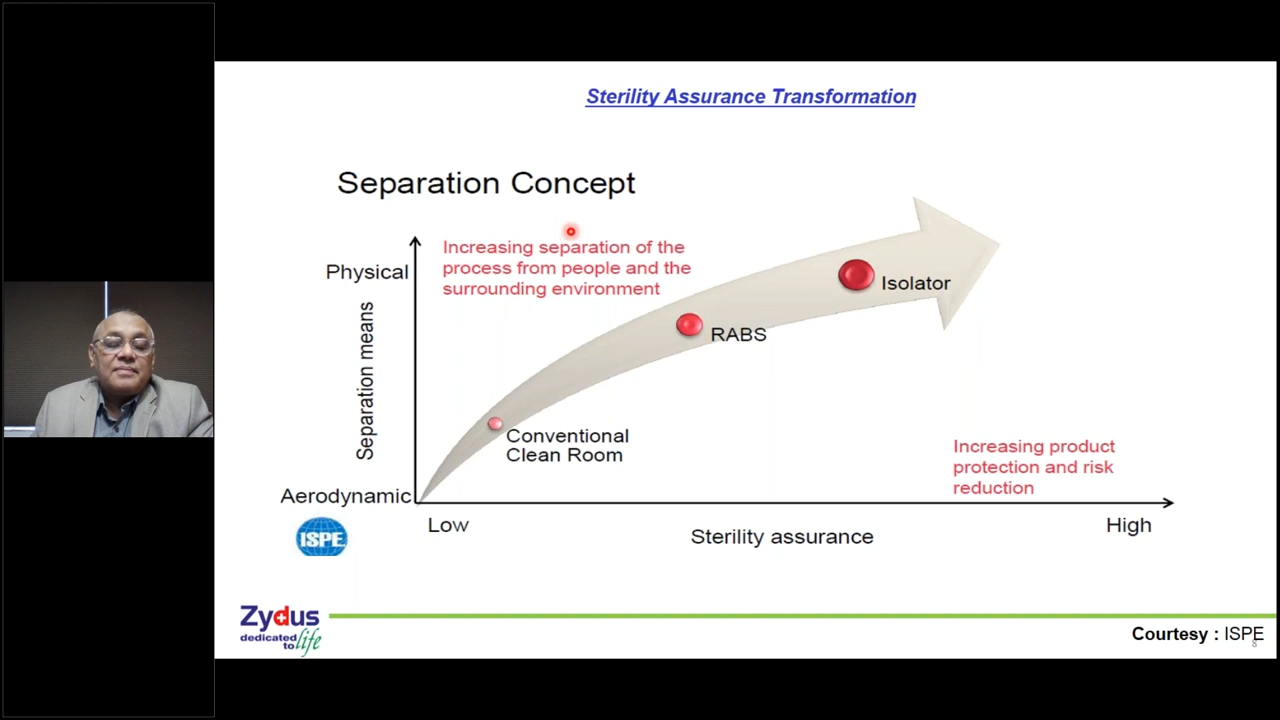 Sterility Assurance Transformation
Separation Concept
Increasing separation of the
process from people and the
surrounding environment
Physical
Separation means
Aerodynamic
Isolator
RABS
Conventional
Clean Room
Increasing product
protection and risk
reduction
Low
Sterility assurance
High
ISPE
Zydus
dedicated
to life
Courtesy : ISPE
8